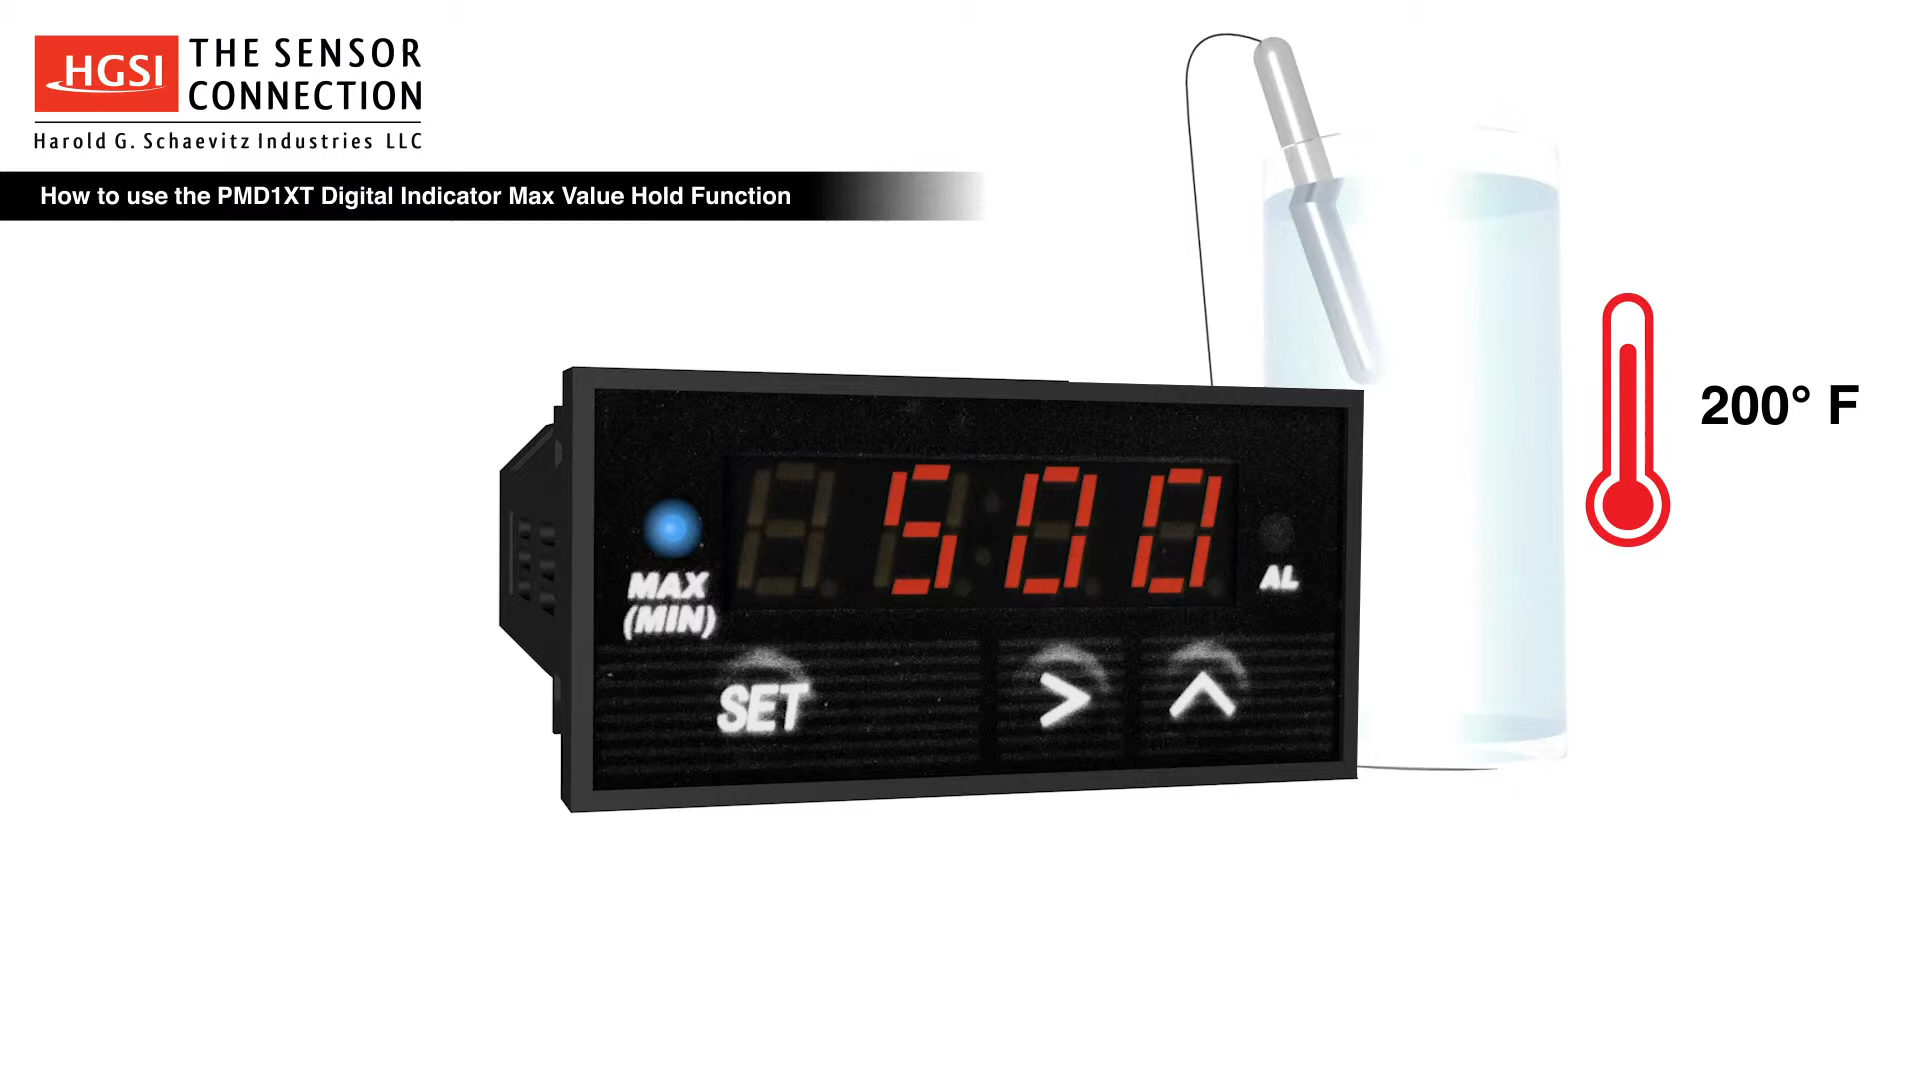 HGSI
THE SENSOR
CONNECTION
Harold G. Schaevitz Industries LLC
How to use the PMD1XT Digital Indicator Max Value Hold Function
200° F
500
MAX
(MIN)
AL
SET